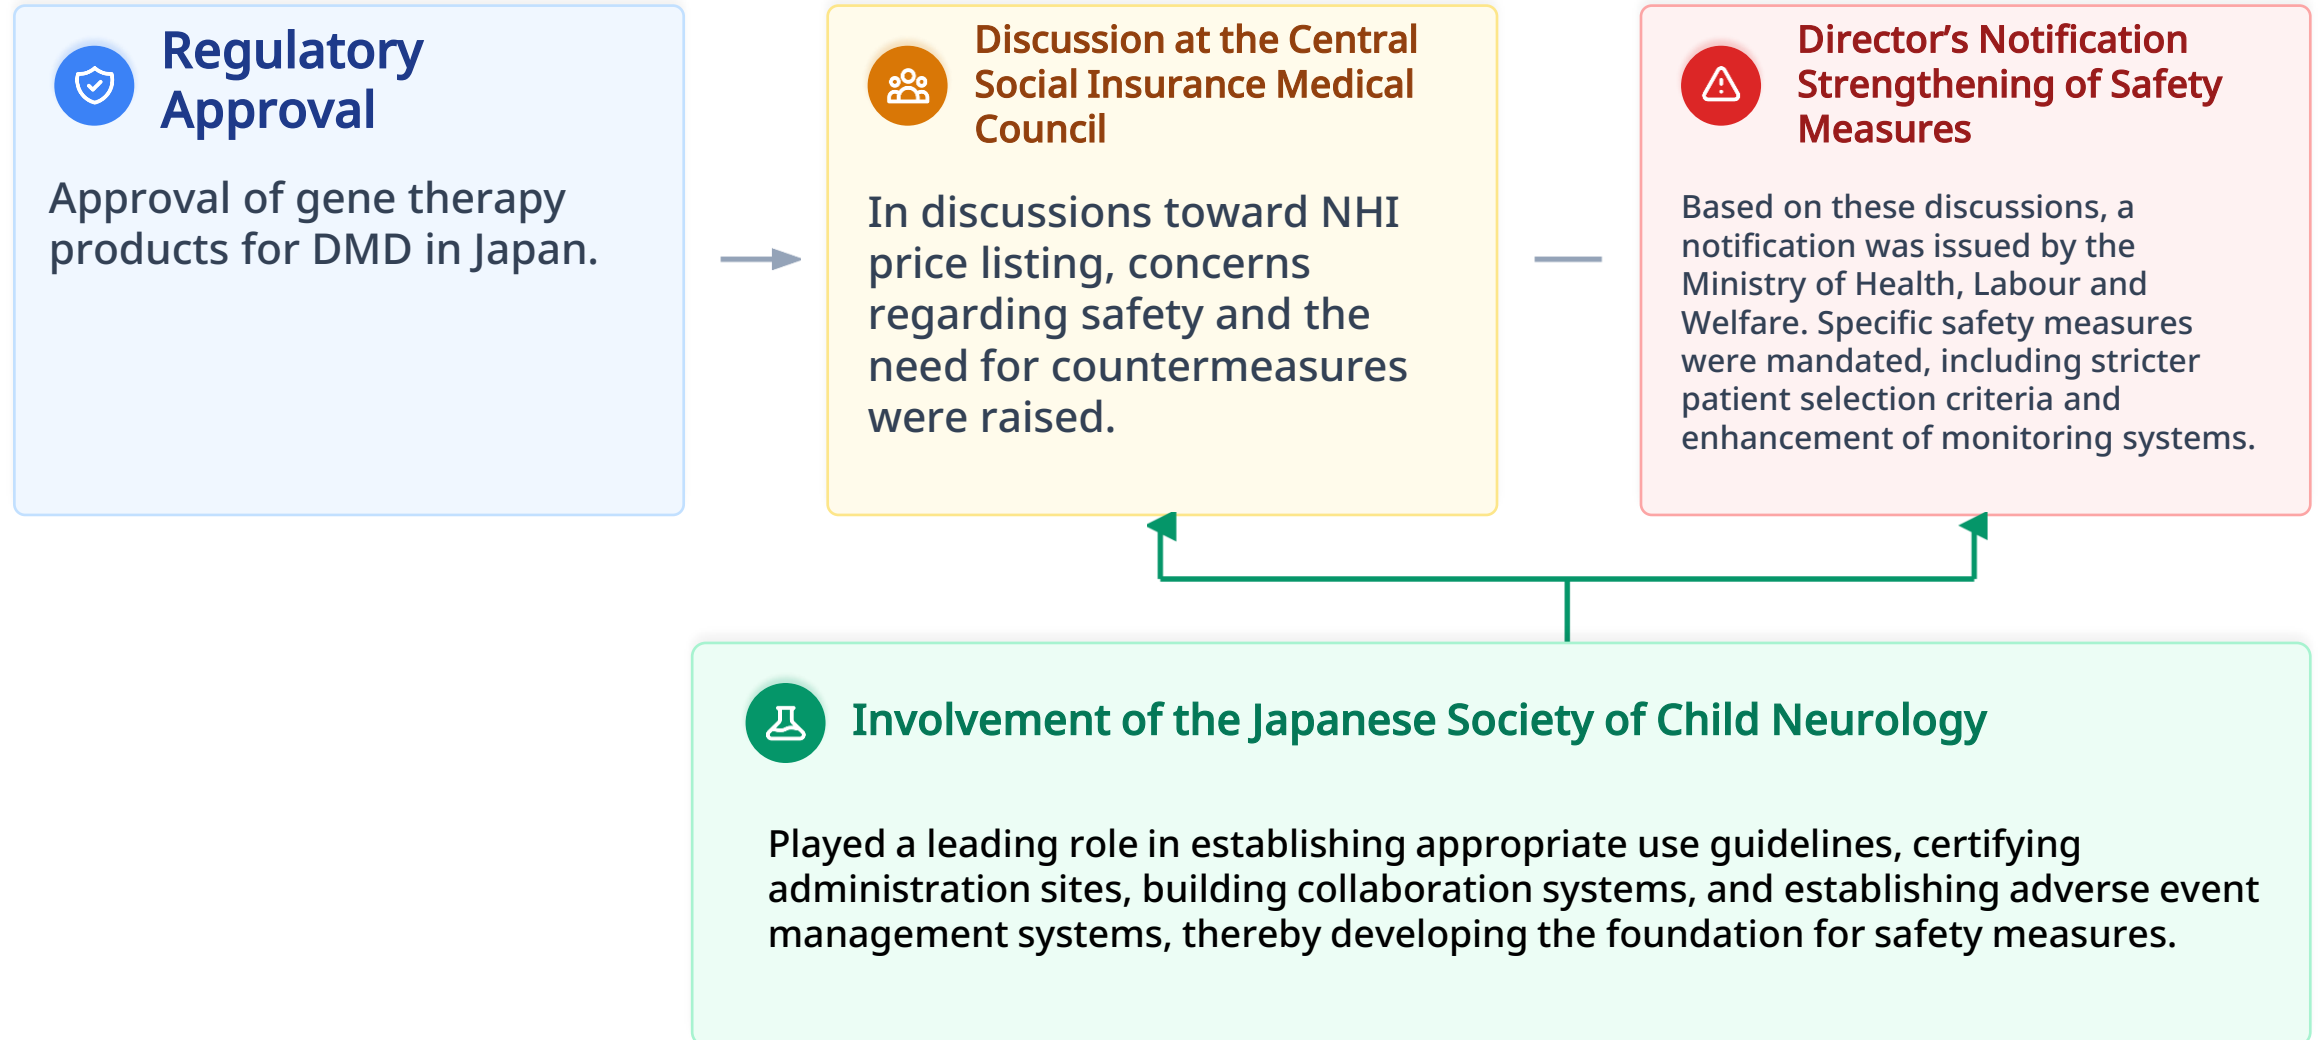 Regulatory
Approval
Approval of gene therapy
products for DMD in Japan.
Discussion at the Central
Social Insurance Medical
Council
In discussions toward NHI
price listing, concerns
regarding safety and the
need for countermeasures
were raised.
Director’s Notification
Strengthening of Safety
Measures
Based on these discussions, a
notification was issued by the
Ministry of Health, Labour and
Welfare. Specific safety measures
were mandated, including stricter
patient selection criteria and
enhancement of monitoring systems.
Involvement of the Japanese Society of Child Neurology
Played a leading role in establishing appropriate use guidelines, certifying
administration sites, building collaboration systems, and establishing adverse event
management systems, thereby developing the foundation for safety measures.